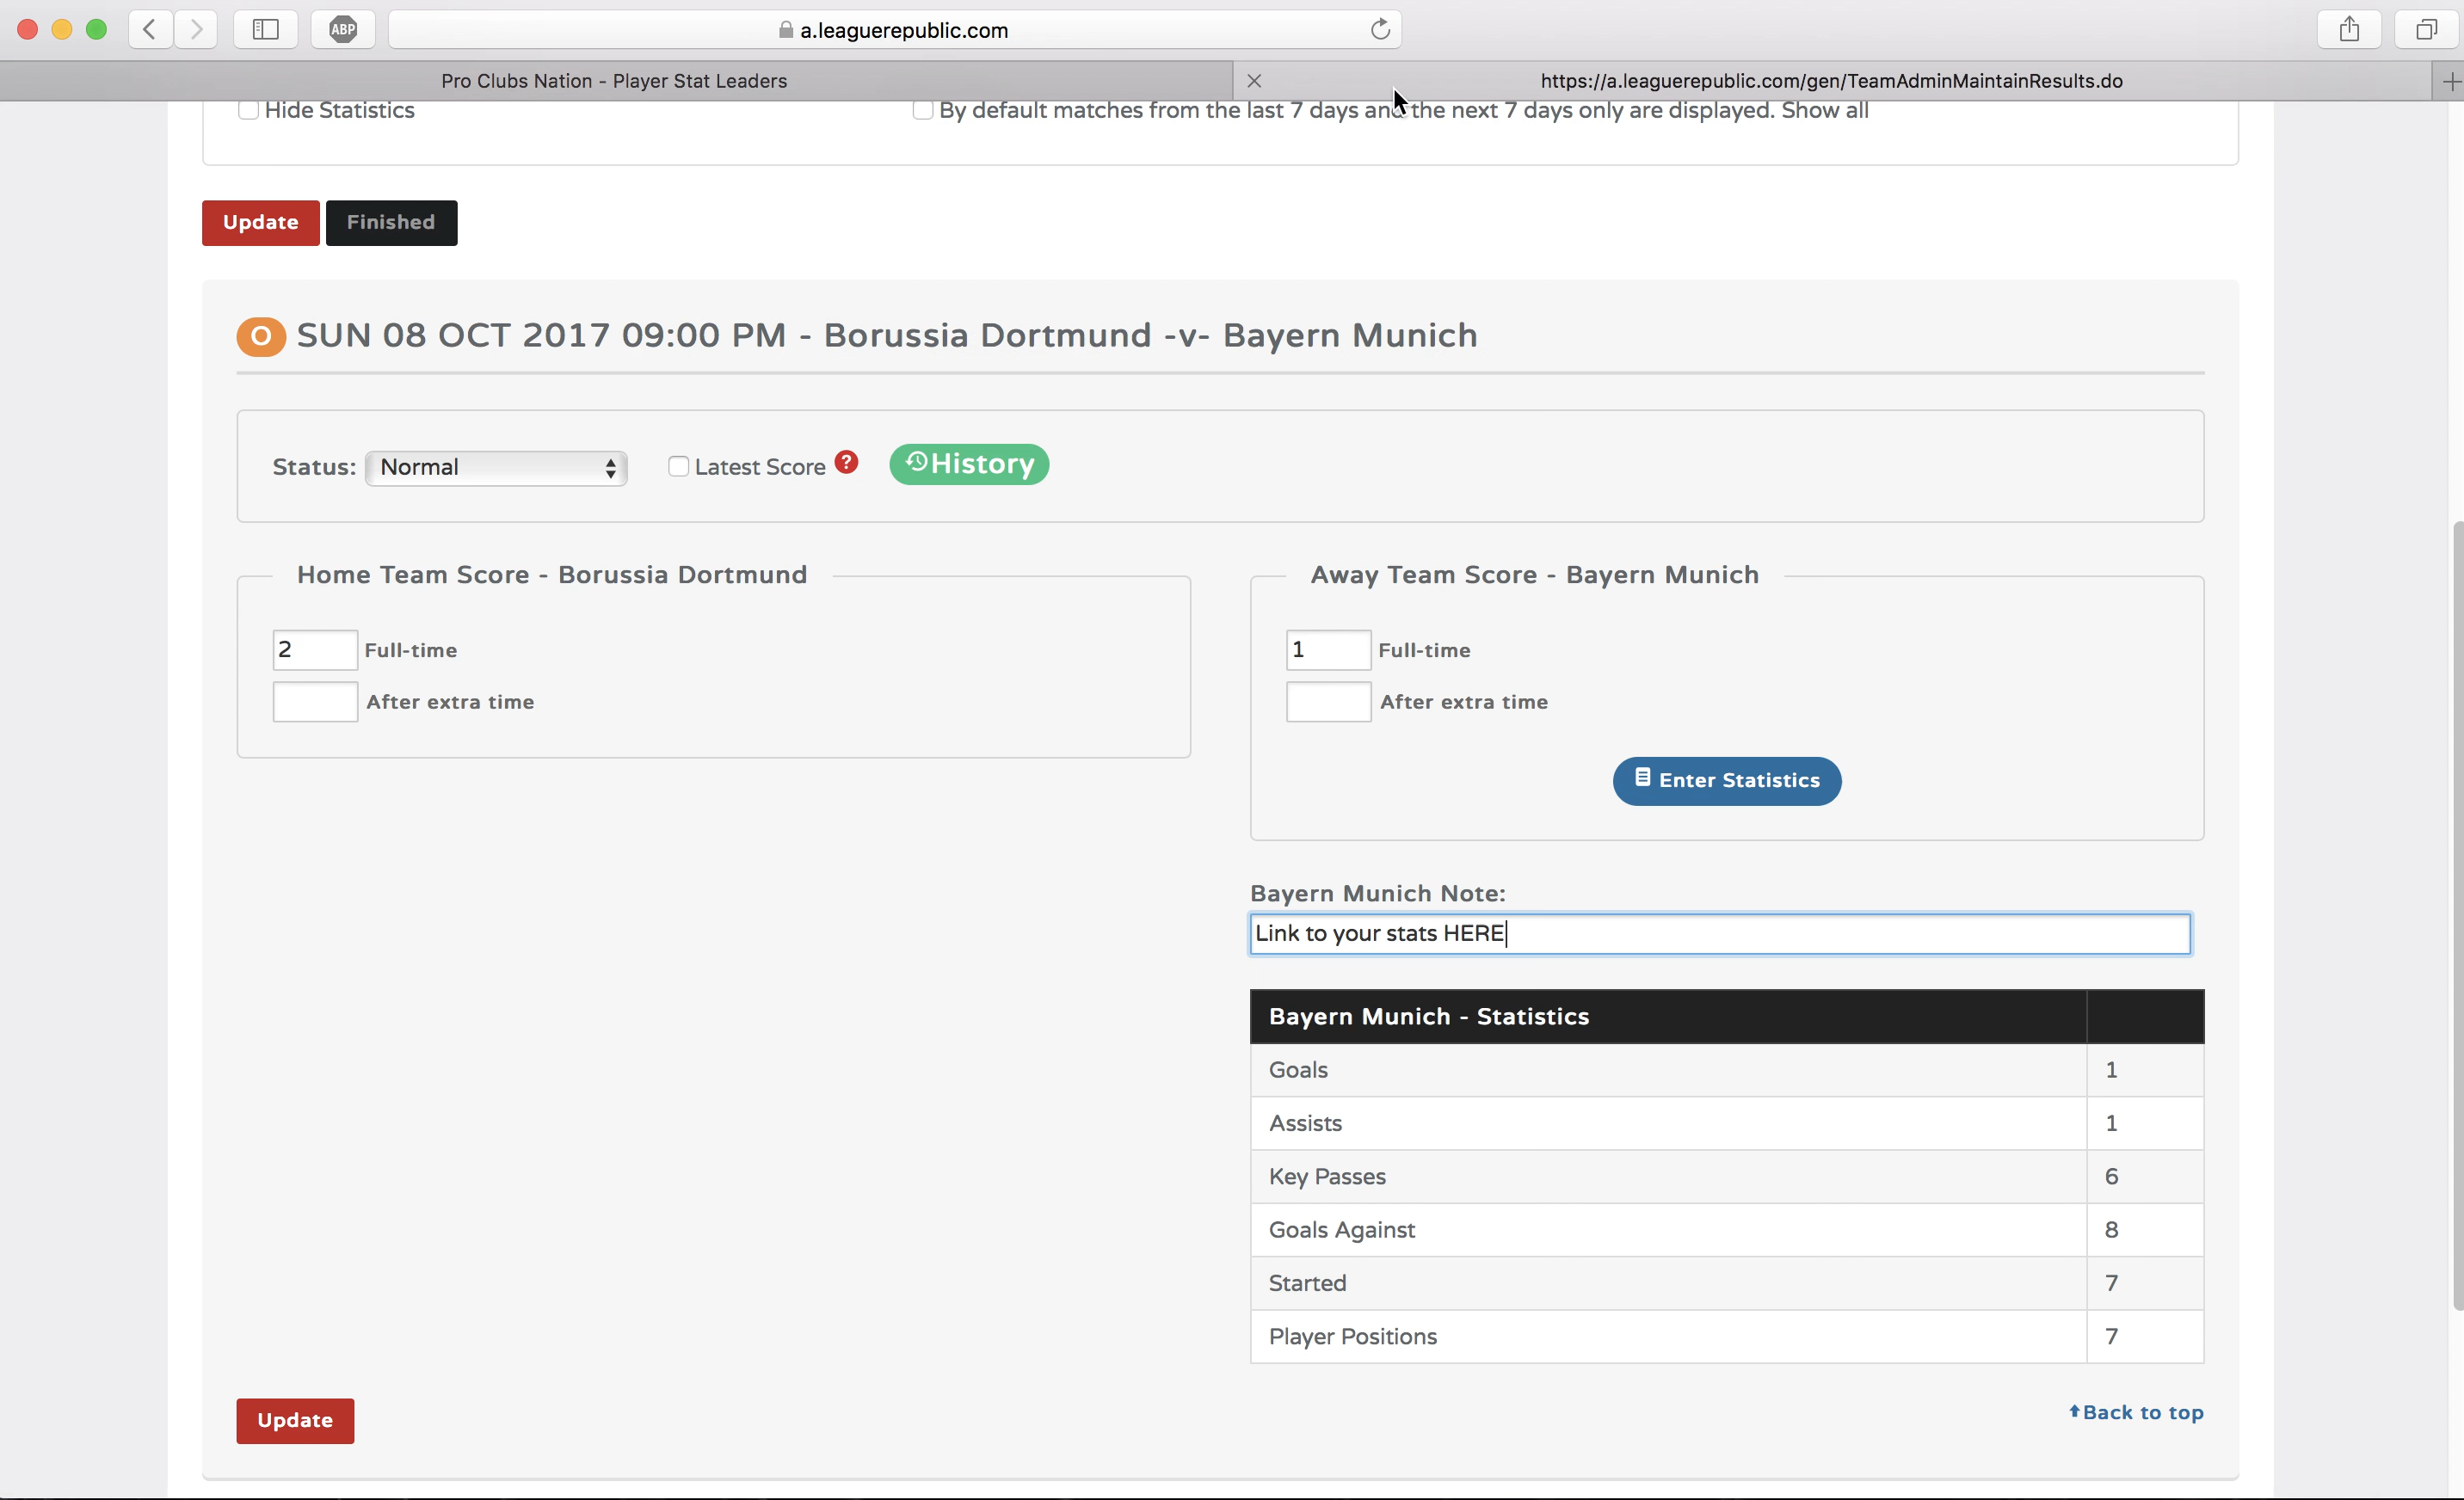 ABP
a.leaguerepublic.com
Pro Clubs Nation - Player Stat Leaders
https://a.leaguerepublic.com/gen/TeamAdminMaintainResults.do
Hide Statistics
By default matches from the last 7 days and the next 7 days only are displayed. Show all
Update
Finished
O SUN 08 OCT 2017 09:00 PM - Borussia Dortmund -v- Bayern Munich
Status: Normal
Latest Score ?
History
Home Team Score - Borussia Dortmund
2 Full-time
After extra time
Away Team Score - Bayern Munich
1 Full-time
After extra time
Enter Statistics
Bayern Munich Note:
Link to your stats HERE
Bayern Munich - Statistics
Goals 1
Assists 1
Key Passes 6
Goals Against 8
Started 7
Player Positions 7
Update
Back to top